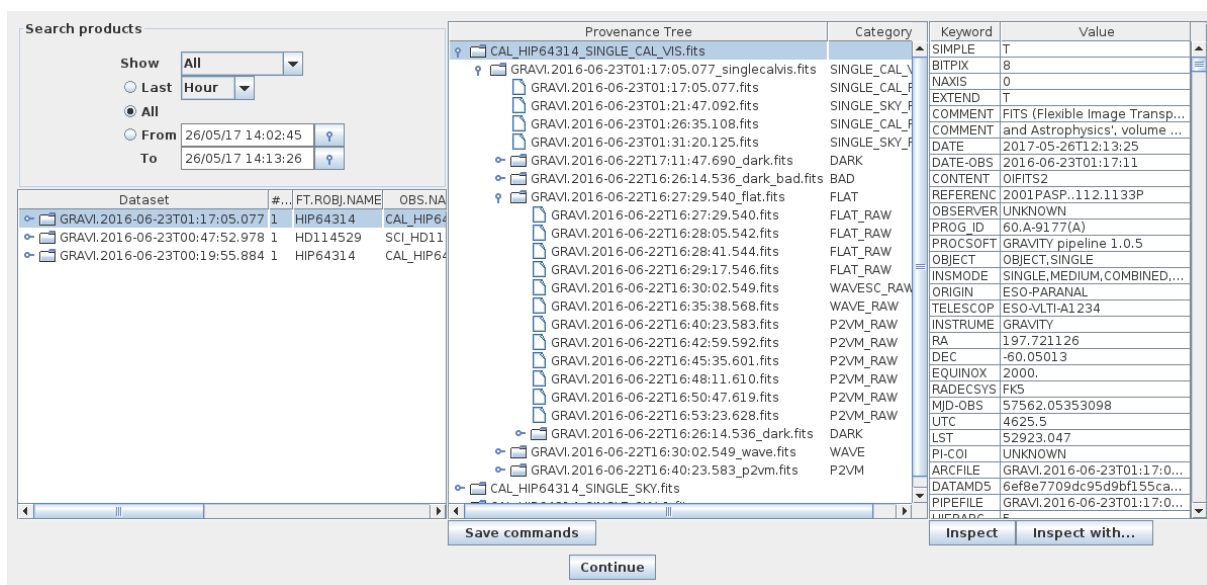 Search products
Show All
Last Hour
All
From 26/05/17 14:02:45
To 26/05/17 14:13:26
Dataset #... FT.ROBJ.NAME OBS.NA
GRAVI.2016-06-23T01:17:05.077 1 HIP64314 CAL_HIP64
GRAVI.2016-06-23T00:47:52.978 1 HD114529 SCI_HD11
GRAVI.2016-06-23T00:19:55.884 1 HIP64314 CAL_HIP64
Provenance Tree Category
CAL_HIP64314_SINGLE_CAL_VIS.fits
GRAVI.2016-06-23T01:17:05.077_singlecalvis.fits SINGLE_CAL_V
GRAVI.2016-06-23T01:17:05.077.fits SINGLE_CAL_F
GRAVI.2016-06-23T01:21:47.092.fits SINGLE_SKY_F
GRAVI.2016-06-23T01:26:35.108.fits SINGLE_CAL_F
GRAVI.2016-06-23T01:31:20.125.fits SINGLE_SKY_F
GRAVI.2016-06-22T17:11:47.690_dark.fits DARK
GRAVI.2016-06-22T16:26:14.536_dark_bad.fits BAD
GRAVI.2016-06-22T16:27:29.540_flat.fits FLAT
GRAVI.2016-06-22T16:27:29.540.fits FLAT_RAW
GRAVI.2016-06-22T16:28:05.542.fits FLAT_RAW
GRAVI.2016-06-22T16:28:41.544.fits FLAT_RAW
GRAVI.2016-06-22T16:29:17.546.fits FLAT_RAW
GRAVI.2016-06-22T16:30:02.549.fits WAVESC_RAW
GRAVI.2016-06-22T16:35:38.568.fits WAVE_RAW
GRAVI.2016-06-22T16:40:23.583.fits P2VM_RAW
GRAVI.2016-06-22T16:42:59.592.fits P2VM_RAW
GRAVI.2016-06-22T16:45:35.601.fits P2VM_RAW
GRAVI.2016-06-22T16:48:11.610.fits P2VM_RAW
GRAVI.2016-06-22T16:50:47.619.fits P2VM_RAW
GRAVI.2016-06-22T16:53:23.628.fits P2VM_RAW
GRAVI.2016-06-22T16:26:14.536_dark.fits DARK
GRAVI.2016-06-22T16:30:02.549_wave.fits WAVE
GRAVI.2016-06-22T16:40:23.583_p2vm.fits P2VM
CAL_HIP64314_SINGLE_SKY.fits
Save commands
Keyword Value
SIMPLE T
BITPIX 8
NAXIS 0
EXTEND T
COMMENT FITS (Flexible Image Transp...
COMMENT and Astrophysics', volume ...
DATE 2017-05-26T12:13:25
DATE-OBS 2016-06-23T01:17:11
CONTENT OIFITS2
REFERENC 2001PASP..112.1133P
OBSERVER UNKNOWN
PROG_ID 60.A-9177(A)
PROCSOFT GRAVITY pipeline 1.0.5
OBJECT OBJECT,SINGLE
INSMODE SINGLE,MEDIUM,COMBINED,...
ORIGIN ESO-PARANAL
TELESCOP ESO-VLTI-A1234
INSTRUME GRAVITY
RA 197.721126
DEC -60.05013
EQUINOX 2000.
RADECSYS FK5
MJD-OBS 57562.05353098
UTC 4625.5
LST 52923.047
PI-COI UNKNOWN
ARCFILE GRAVI.2016-06-23T01:17:0...
DATAMD5 6ef8e7709dc95d9bf155ca...
PIPEFILE GRAVI.2016-06-23T01:17:0...
Inspect Inspect with...
Continue